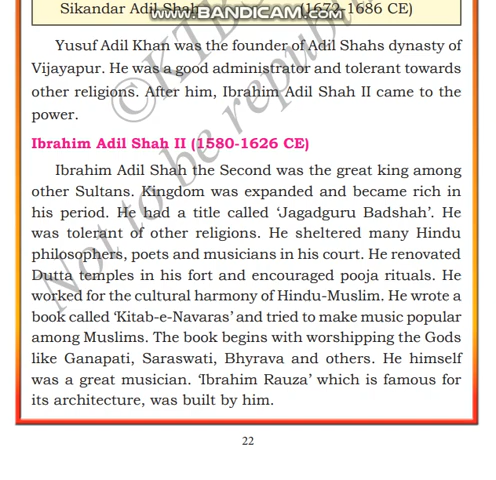 Sikandar Adil Shah (1672-1686 CE)
www.BANDICAM.com
Yusuf Adil Khan was the founder of Adil Shahs dynasty of
Vijayapur. He was a good administrator and tolerant towards
other religions. After him, Ibrahim Adil Shah II came to the
power.
Ibrahim Adil Shah II (1580-1626 CE)
Ibrahim Adil Shah the Second was the great king among
other Sultans. Kingdom was expanded and became rich in
his period. He had a title called ‘Jagadguru Badshah’. He
was tolerant of other religions. He sheltered many Hindu
philosophers, poets and musicians in his court. He renovated
Dutta temples in his fort and encouraged pooja rituals. He
worked for the cultural harmony of Hindu-Muslim. He wrote a
book called ‘Kitab-e-Navaras’ and tried to make music popular
among Muslims. The book begins with worshipping the Gods
like Ganapati, Saraswati, Bhyrava and others. He himself
was a great musician. ‘Ibrahim Rauza’ which is famous for
its architecture, was built by him.
22
©KTB
Not to be republi